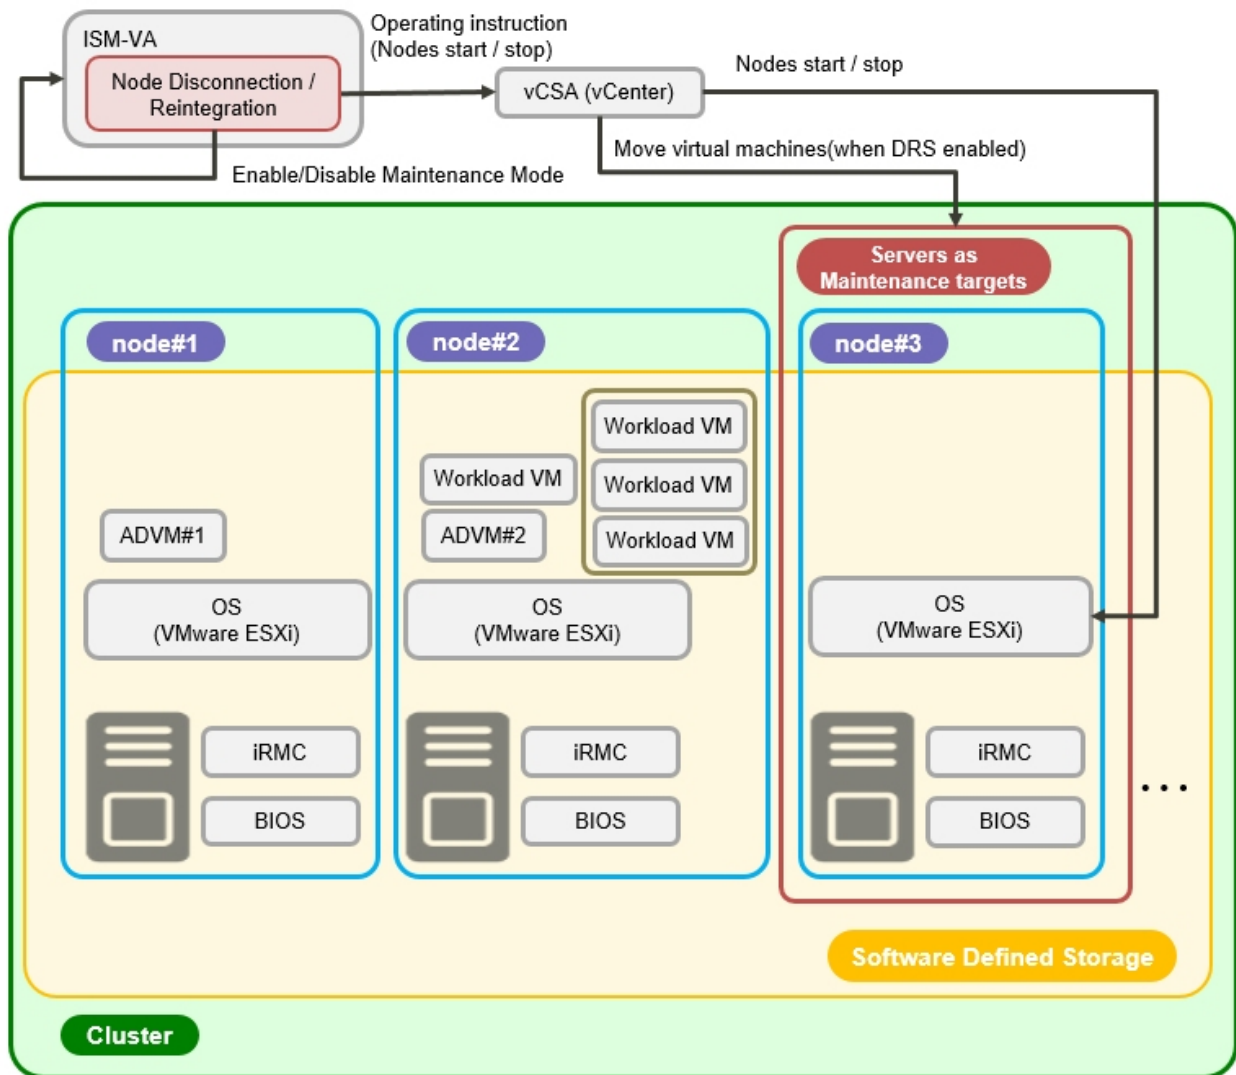 ISM-VA
Node Disconnection /
Reintegration
Operating instruction
(Nodes start / stop)
vCSA (vCenter)
Nodes start / stop
Move virtual machines(when DRS enabled)
Enable/Disable Maintenance Mode
Servers as
Maintenance targets
node#1
node#2
node#3
Workload VM
Workload VM
Workload VM
Workload VM
ADVM#1
ADVM#2
OS
(VMware ESXi)
OS
(VMware ESXi)
OS
(VMware ESXi)
iRMC
iRMC
iRMC
BIOS
BIOS
BIOS
...
Software Defined Storage
Cluster